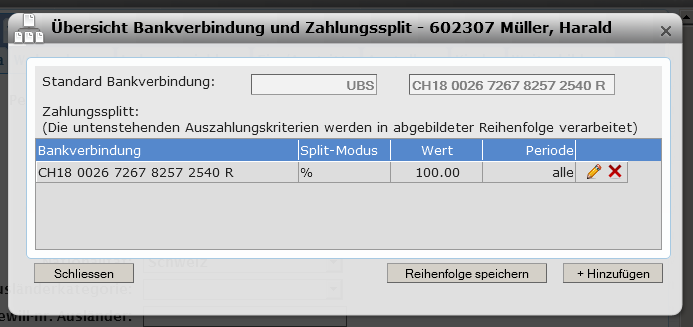 Übersicht Bankverbindung und Zahlungssplit - 602307 Müller, Harald
Standard Bankverbindung: UBS CH18 0026 7267 8257 2540 R
Zahlungssplitt:
(Die untenstehenden Auszahlungskriterien werden in abgebildeter Reihenfolge verarbeitet)
Bankverbindung Split-Modus Wert Periode
CH18 0026 7267 8257 2540 R % 100.00 alle
Schweiz
Schliessen Reihenfolge speichern + Hinzufügen